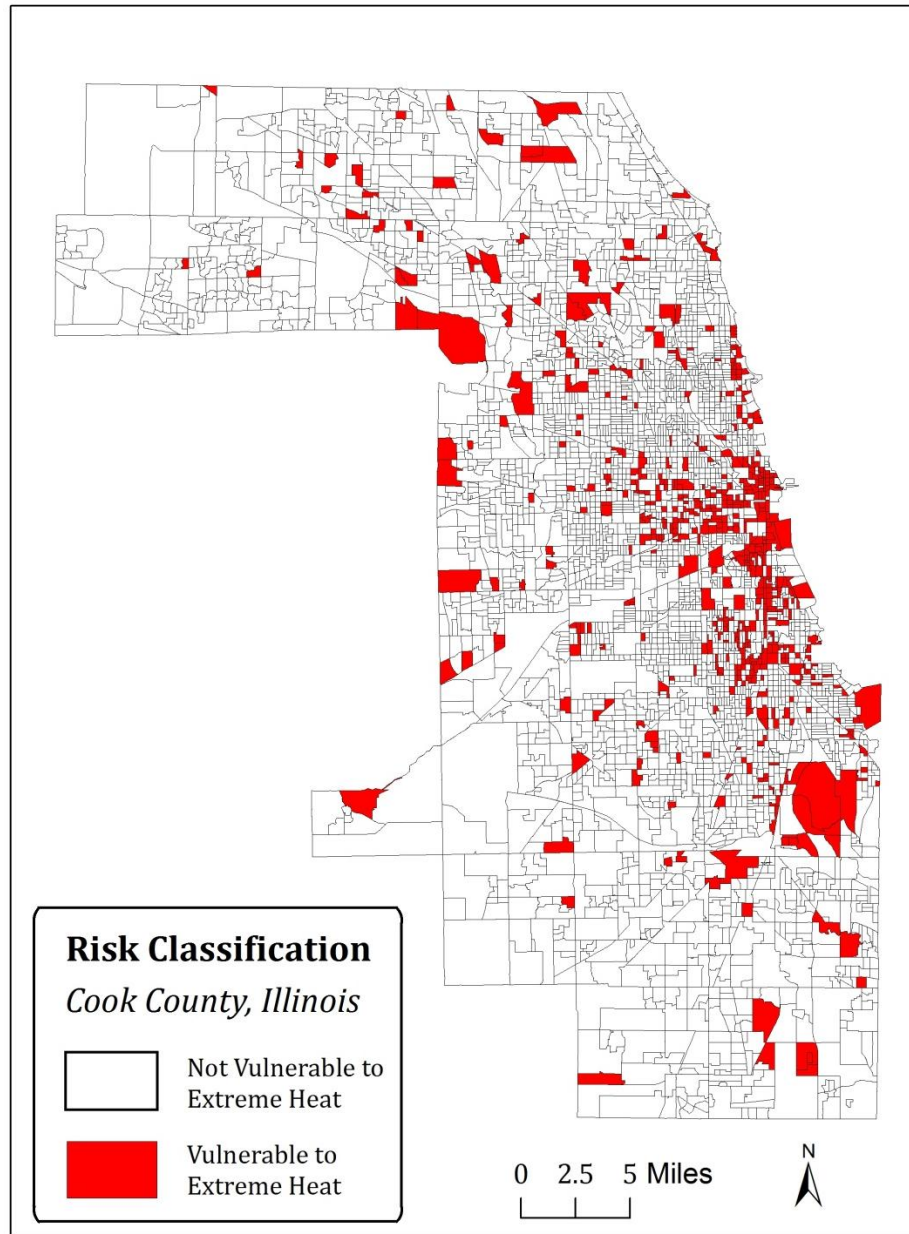 Risk Classification
Cook County, Illinois
Not Vulnerable to
Extreme Heat
Vulnerable to
Extreme Heat
0 2.5 5 Miles
N